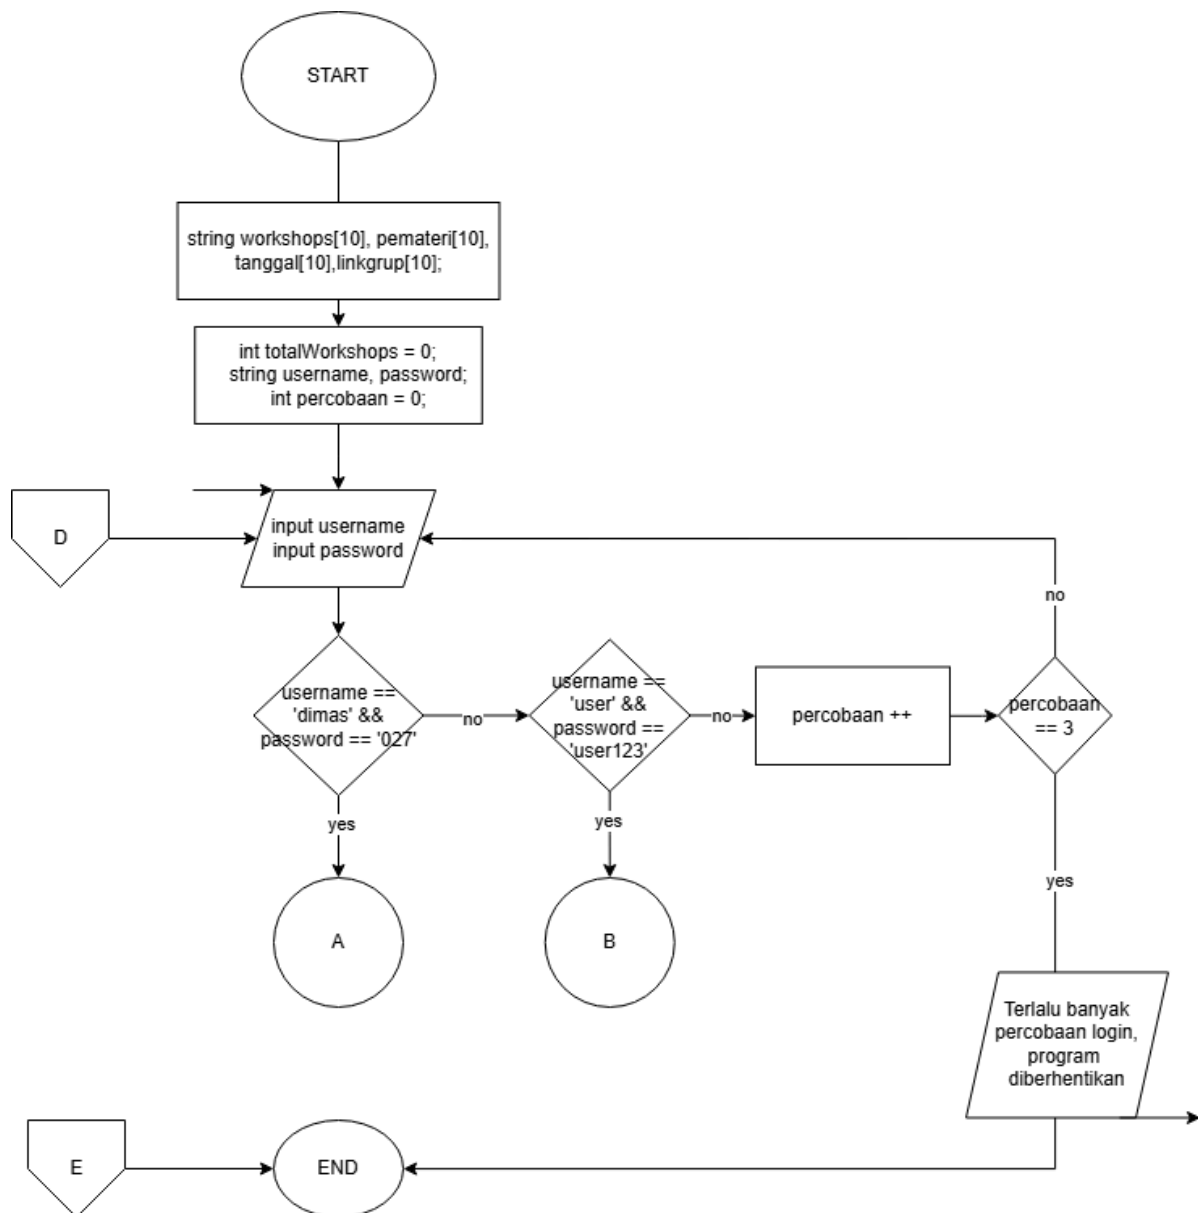 START
string workshops[10], pemateri[10],
tanggal[10],linkgrup[10];
int totalWorkshops = 0;
string username, password;
int percobaan = 0;
D
input username
input password
no
username ==
'dimas' &&
password == '027'
no
username ==
'user' &&
password ==
'user123'
no
percobaan ++
percobaan
== 3
yes
yes
yes
A
B
Terlalu banyak
percobaan login,
program
diberhentikan
E
END